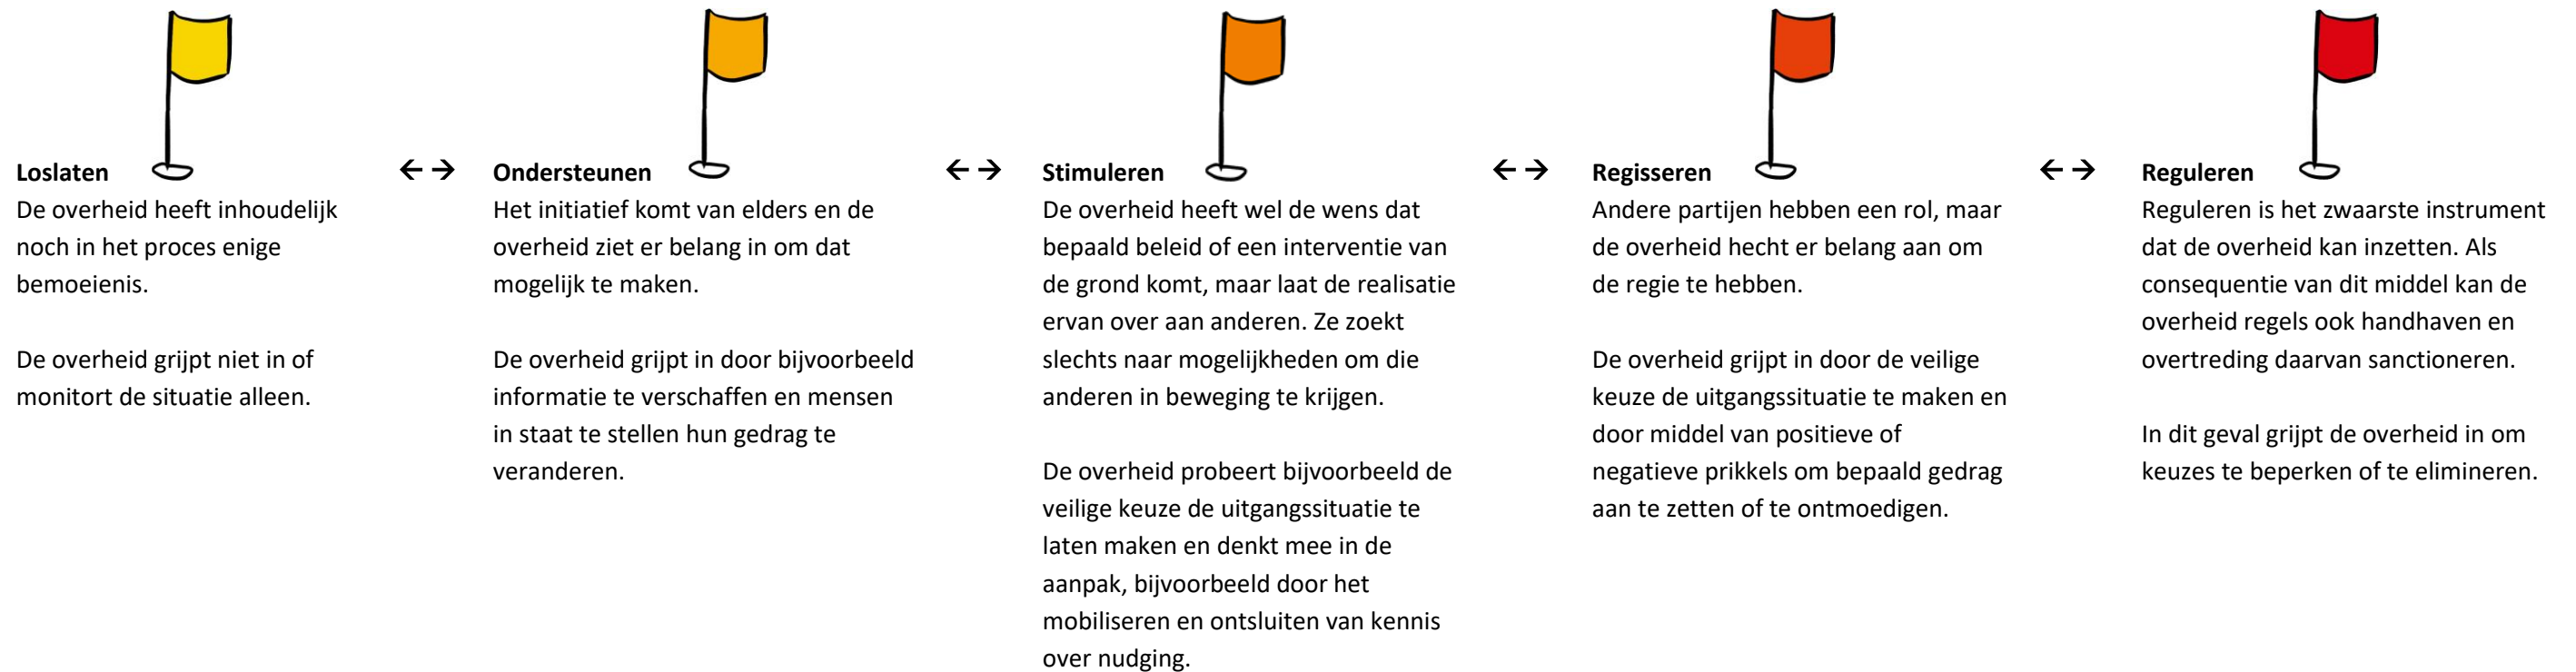 Loslaten
De overheid heeft inhoudelijk
noch in het proces enige
bemoeienis.
De overheid grijpt niet in of
monitort de situatie alleen.
← →
Ondersteunen
Het initiatief komt van elders en de
overheid ziet er belang in om dat
mogelijk te maken.
De overheid grijpt in door bijvoorbeeld
informatie te verschaffen en mensen
in staat te stellen hun gedrag te
veranderen.
← →
Stimuleren
De overheid heeft wel de wens dat
bepaald beleid of een interventie van
de grond komt, maar laat de realisatie
ervan over aan anderen. Ze zoekt
slechts naar mogelijkheden om die
anderen in beweging te krijgen.
De overheid probeert bijvoorbeeld de
veilige keuze de uitgangssituatie te
laten maken en denkt mee in de
aanpak, bijvoorbeeld door het
mobiliseren en ontsluiten van kennis
over nudging.
← →
Regisseren
Andere partijen hebben een rol, maar
de overheid hecht er belang aan om
de regie te hebben.
De overheid grijpt in door de veilige
keuze de uitgangssituatie te maken en
door middel van positieve of
negatieve prikkels om bepaald gedrag
aan te zetten of te ontmoedigen.
← →
Reguleren
Reguleren is het zwaarste instrument
dat de overheid kan inzetten. Als
consequentie van dit middel kan de
overheid regels ook handhaven en
overtreding daarvan sanctioneren.
In dit geval grijpt de overheid in om
keuzes te beperken of te elimineren.